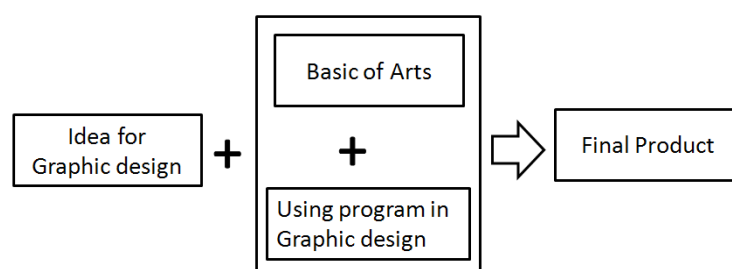 Idea for
Graphic design
+
Basic of Arts
+
Using program in
Graphic design
Final Product